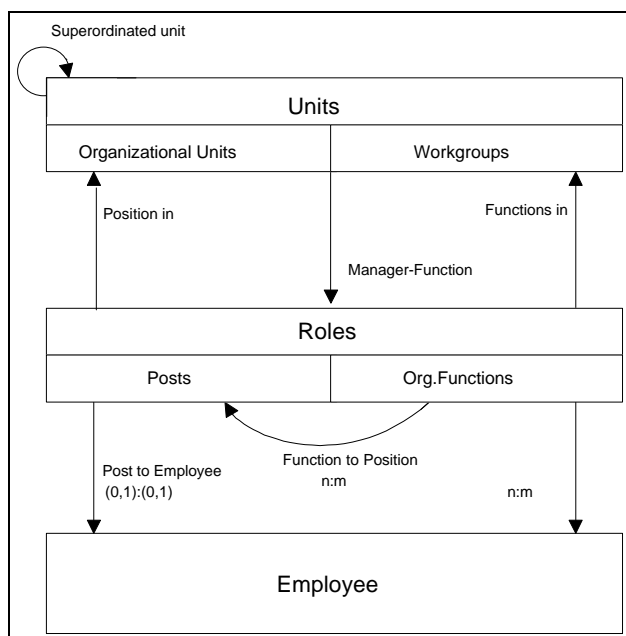 Superordinated unit
Units
Organizational Units
Workgroups
Position in
Functions in
Manager-Function
Roles
Posts
Org.Functions
Function to Position
n:m
Post to Employee
(0,1):(0,1)
n:m
Employee